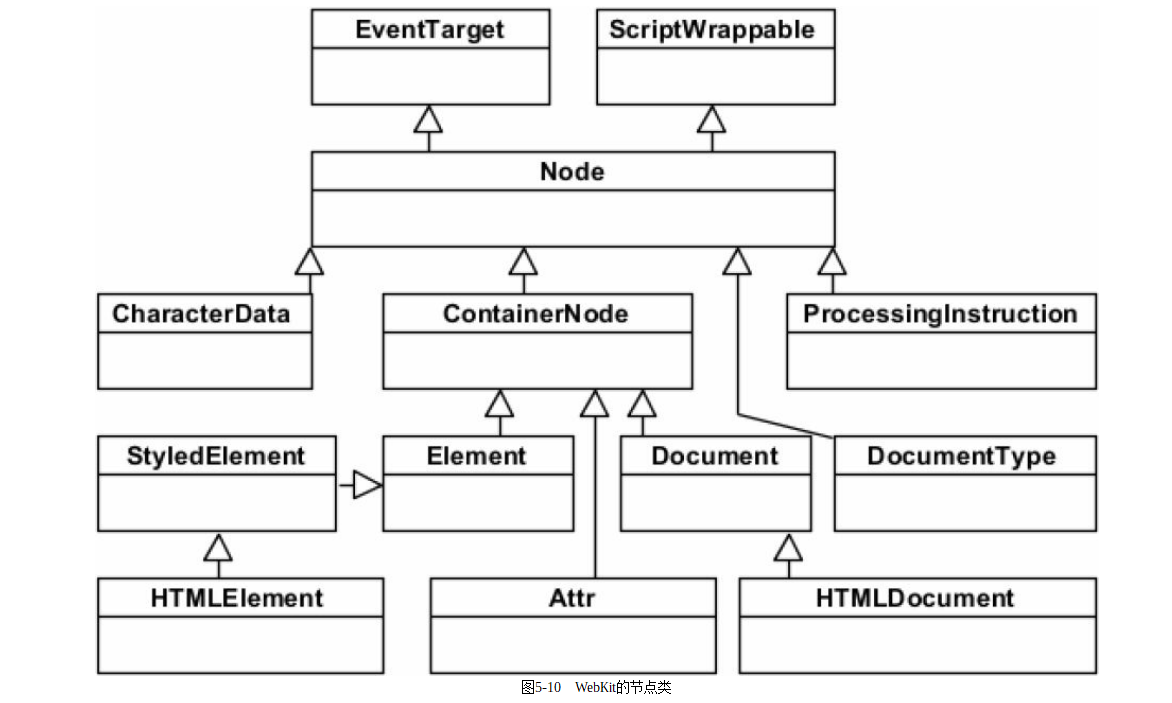 EventTarget ScriptWrappable
Node
CharacterData ContainerNode ProcessingInstruction
StyledElement Element Document DocumentType
HTMLElement Attr HTMLDocument
图5-10 WebKit的节点类